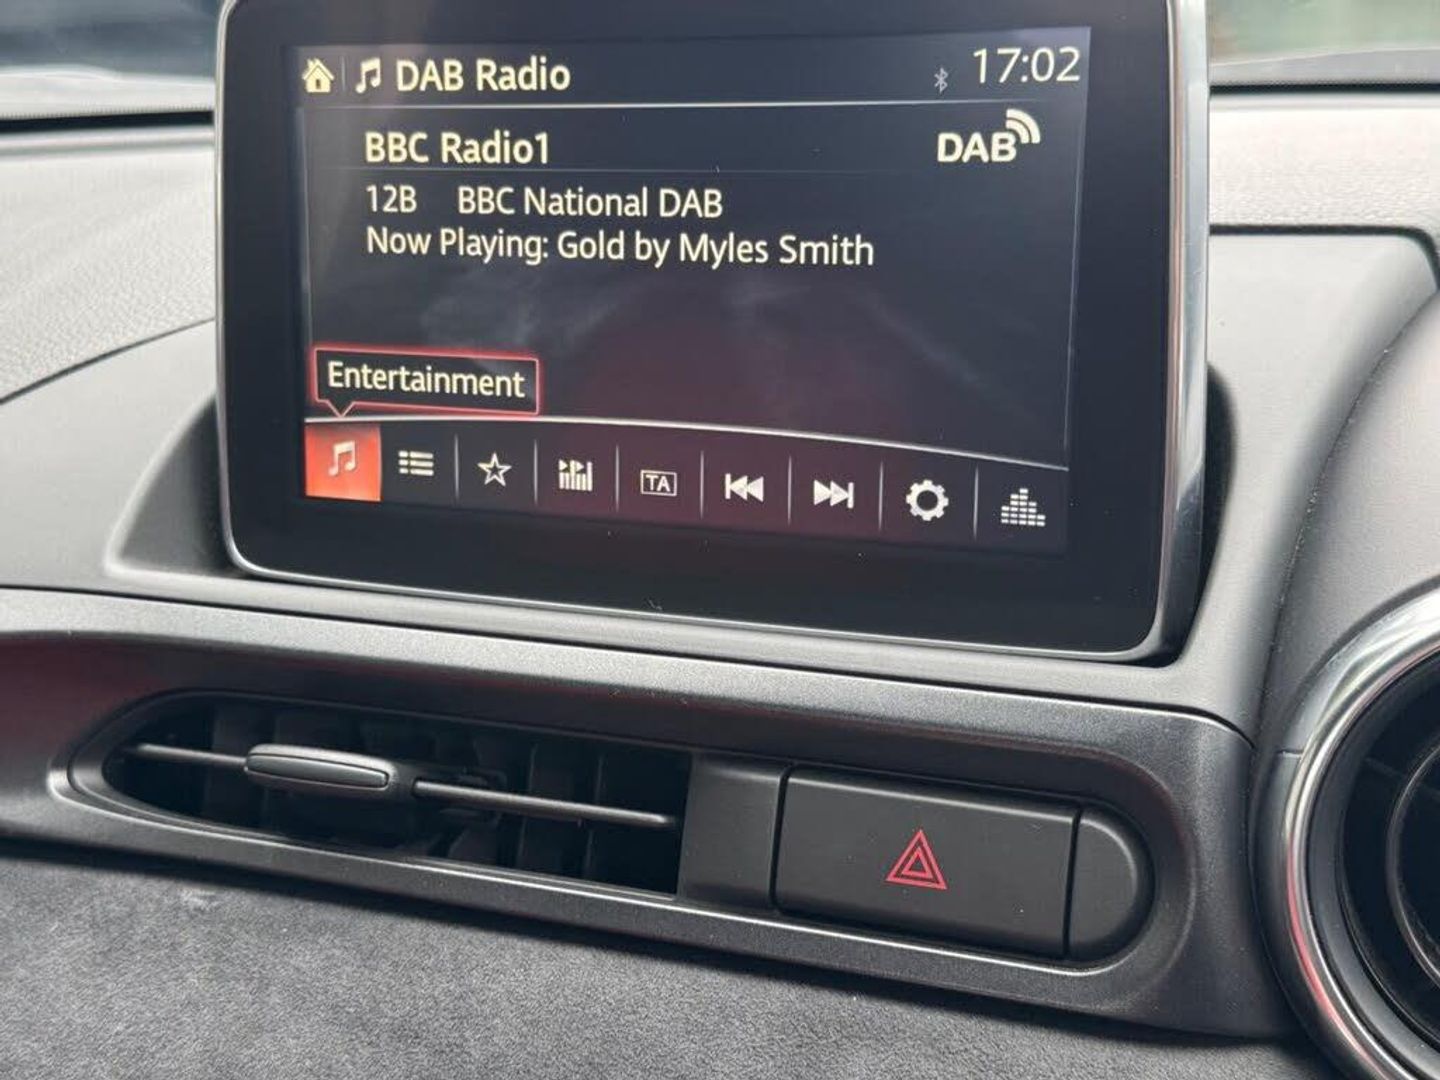 DAB Radio 17:02
BBC Radio1 DAB
12B BBC National DAB
Now Playing: Gold by Myles Smith
Entertainment
TA